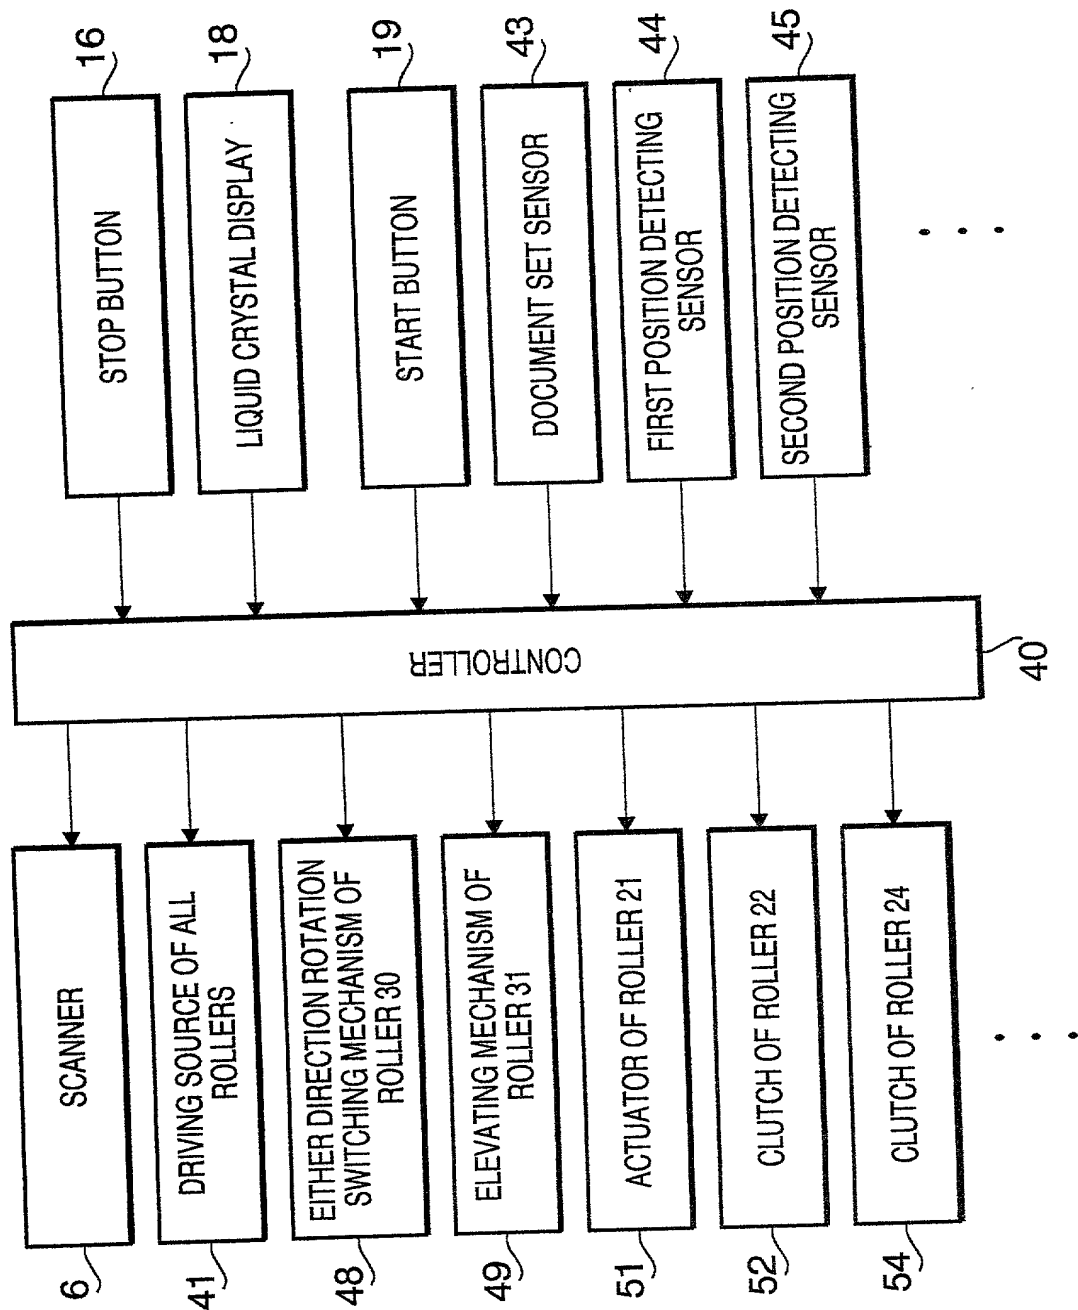 STOP BUTTON
16
LIQUID CRYSTAL DISPLAY
18
START BUTTON
19
DOCUMENT SET SENSOR
43
FIRST POSITION DETECTING
SENSOR
44
SECOND POSITION DETECTING
SENSOR
45
CONTROLLER
40
SCANNER
6
DRIVING SOURCE OF ALL
ROLLERS
41
EITHER DIRECTION ROTATION
SWITCHING MECHANISM OF
ROLLER 30
48
ELEVATING MECHANISM OF
ROLLER 31
49
ACTUATOR OF ROLLER 21
51
CLUTCH OF ROLLER 22
52
CLUTCH OF ROLLER 24
54